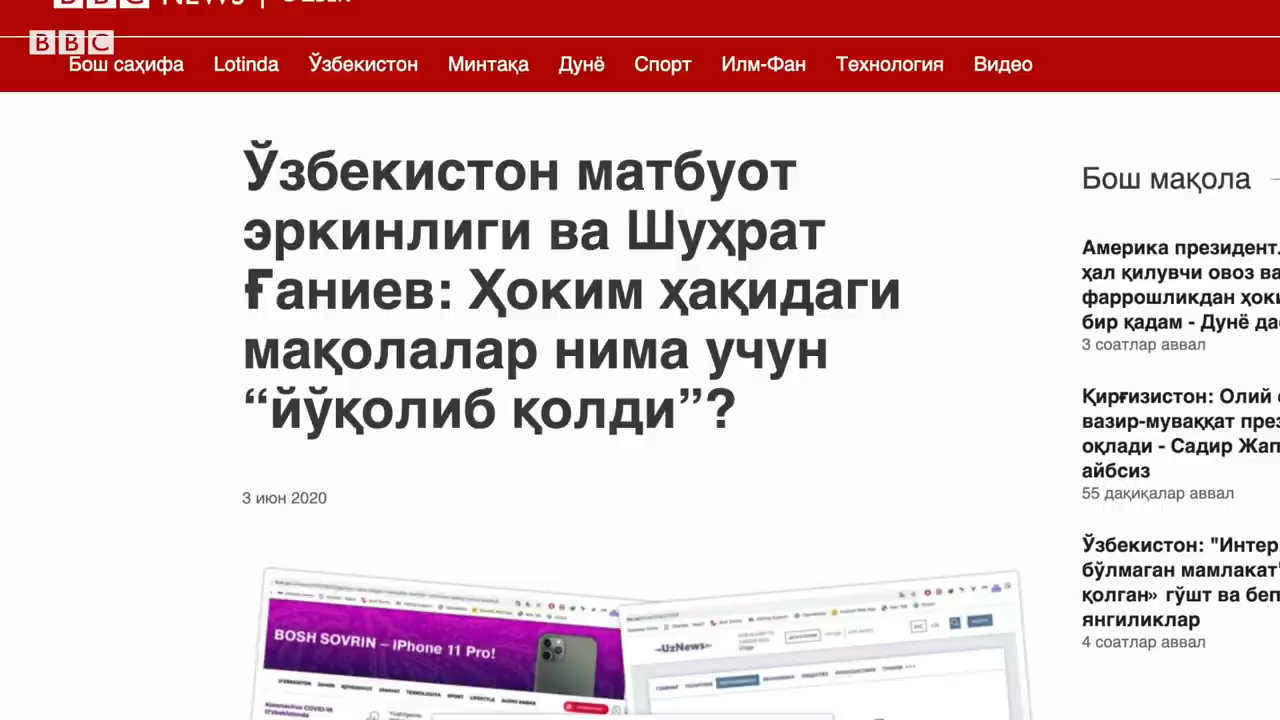 BBC NEWS
BBC
Бош саҳифа Lotinda Ўзбекистон Минтақа Дунё Спорт Илм-Фан Технология Видео
Ўзбекистон матбуот
эркинлиги ва Шуҳрат
Ғаниев: Ҳоким ҳақидаги
мақолалар нима учун
“йўқолиб қолди”?
3 июн 2020
BOSH SOVRIN – iPhone 11 Pro!
UzNews
Бош мақола
Америка президент.
ҳал қилувчи овоз ва
фаррошликдан ҳоки
бир қадам - Дунё да
3 соатлар аввал
Қирғизистон: Олий
вазир-муваққат през
оқлади - Садир Жап
айбсиз
55 дақиқалар аввал
Ўзбекистон: "Интер
бўлмаган мамлакат"
қолган» гўшт ва беп
янгиликлар
4 соатлар аввал